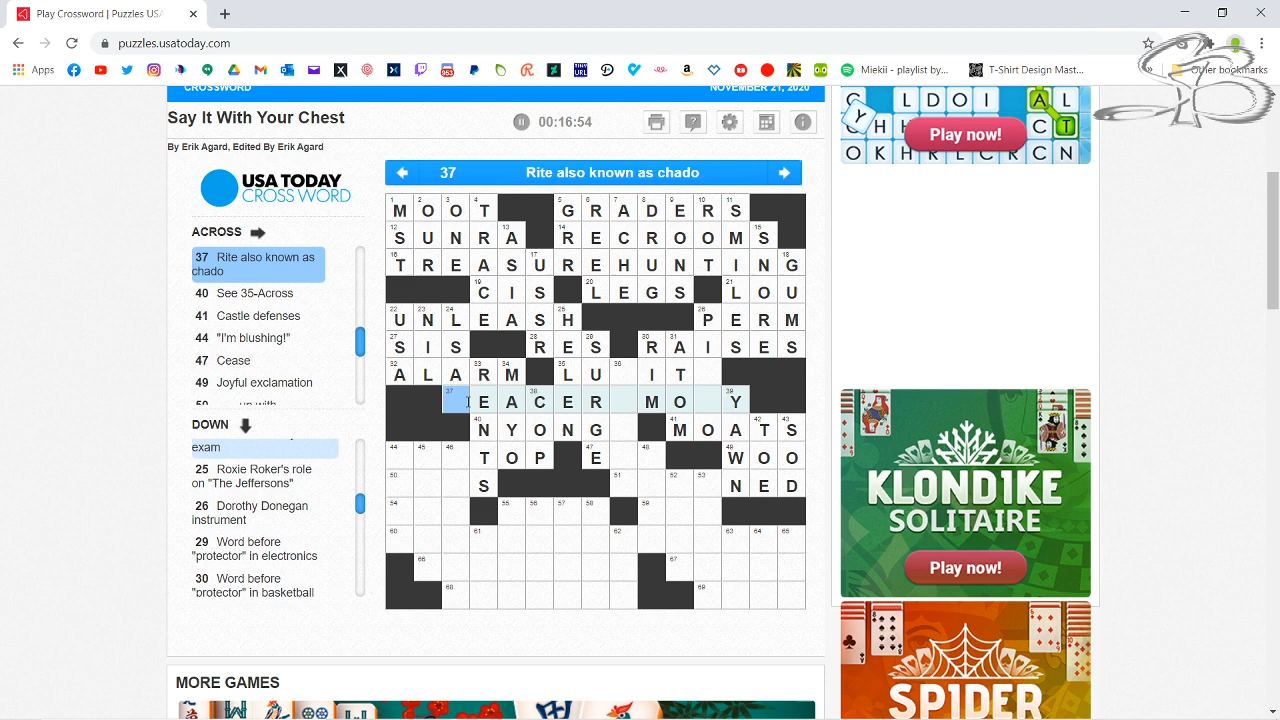 Play Crossword | Puzzles USA
puzzles.usatoday.com
Apps
Miekii - playlist by...
T-Shirt Design Mast...
Other bookmarks
CROSSWORD
NOVEMBER 21, 2020
Say It With Your Chest
00:16:54
By Erik Agard, Edited By Erik Agard
USA TODAY
CROSSWORD
37 Rite also known as chado
ACROSS
37 Rite also known as
chado
40 See 35-Across
41 Castle defenses
44 "I'm blushing!"
47 Cease
49 Joyful exclamation
DOWN
exam
25 Roxie Roker's role
on "The Jeffersons"
26 Dorothy Donegan
instrument
29 Word before
"protector" in electronics
30 Word before
"protector" in basketball
M O O T G R A D E R S
S U N R A R E C R O O M S
T R E A S U R E H U N T I N G
C I S L E G S L O U
U N L E A S H P E R M
S I S R E S R A I S E S
A L A R M L U I T
E A C E R M O Y
N Y O N G M O A T S
T O P E W O O
S N E D
L D O I A L
Y H H C T
O K H R L C R C N
Play now!
KLONDIKE
SOLITAIRE
Play now!
SPIDER
MORE GAMES